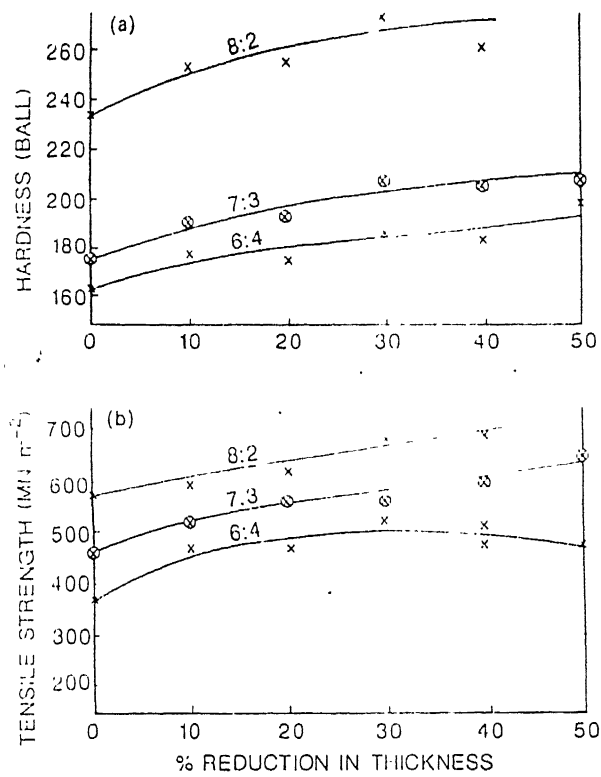 (a)
HARDNESS (BALL)
260
240
220
200
180
160
8:2
7:3
6:4
0 10 20 30 40 50
(b)
TENSILE STRENGTH (MN m⁻²)
700
600
500
400
300
200
8:2
7.3
6:4
0 10 20 30 40 50
% REDUCTION IN THICKNESS